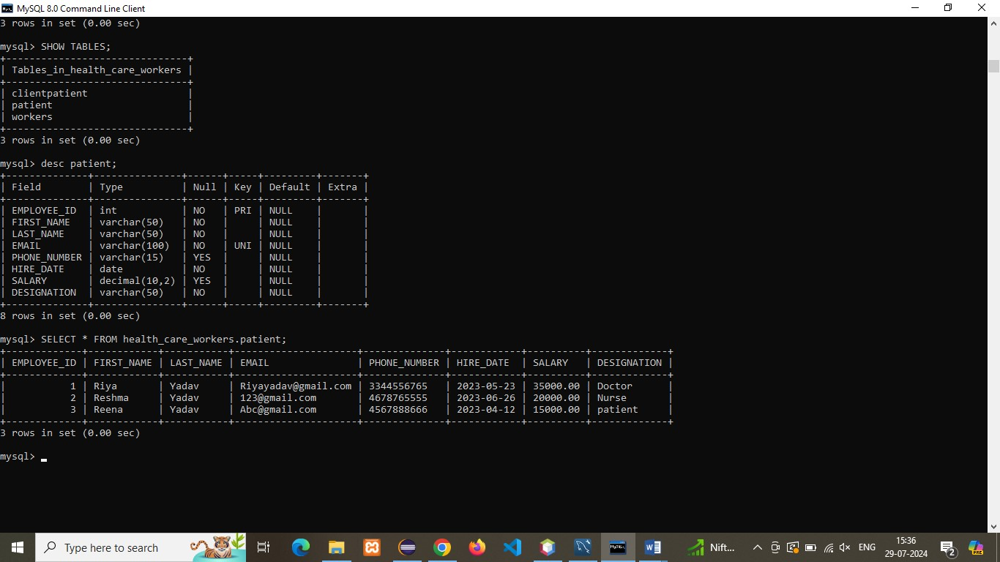 MySQL 8.0 Command Line Client
3 rows in set (0.00 sec)
mysql> SHOW TABLES;
+-------------------------------+
| Tables_in_health_care_workers |
+-------------------------------+
| clientpatient                 |
| patient                       |
| workers                       |
+-------------------------------+
3 rows in set (0.00 sec)
mysql> desc patient;
+--------------+---------------+------+-----+---------+-------+
| Field        | Type          | Null | Key | Default | Extra |
+--------------+---------------+------+-----+---------+-------+
| EMPLOYEE_ID  | int           | NO   | PRI | NULL    |       |
| FIRST_NAME   | varchar(50)   | NO   |     | NULL    |       |
| LAST_NAME    | varchar(50)   | NO   |     | NULL    |       |
| EMAIL        | varchar(100)  | NO   | UNI | NULL    |       |
| PHONE_NUMBER | varchar(15)   | YES  |     | NULL    |       |
| HIRE_DATE    | date          | NO   |     | NULL    |       |
| SALARY       | decimal(10,2) | YES  |     | NULL    |       |
| DESIGNATION  | varchar(50)   | NO   |     | NULL    |       |
+--------------+---------------+------+-----+---------+-------+
8 rows in set (0.00 sec)
mysql> SELECT * FROM health_care_workers.patient;
+-------------+------------+-----------+---------------------+--------------+------------+----------+-------------+
| EMPLOYEE_ID | FIRST_NAME | LAST_NAME | EMAIL               | PHONE_NUMBER | HIRE_DATE  | SALARY   | DESIGNATION |
+-------------+------------+-----------+---------------------+--------------+------------+----------+-------------+
|           1 | Riya       | Yadav     | Riyayadav@gmail.com | 3344556765   | 2023-05-23 | 35000.00 | Doctor      |
|           2 | Reshma     | Yadav     | 123@gmail.com       | 4678765555   | 2023-06-26 | 20000.00 | Nurse       |
|           3 | Reena      | Yadav     | Abc@gmail.com       | 4567888666   | 2023-04-12 | 15000.00 | patient     |
+-------------+------------+-----------+---------------------+--------------+------------+----------+-------------+
3 rows in set (0.00 sec)
mysql>
Type here to search
Nift...
ENG
15:36
29-07-2024
2
PRE